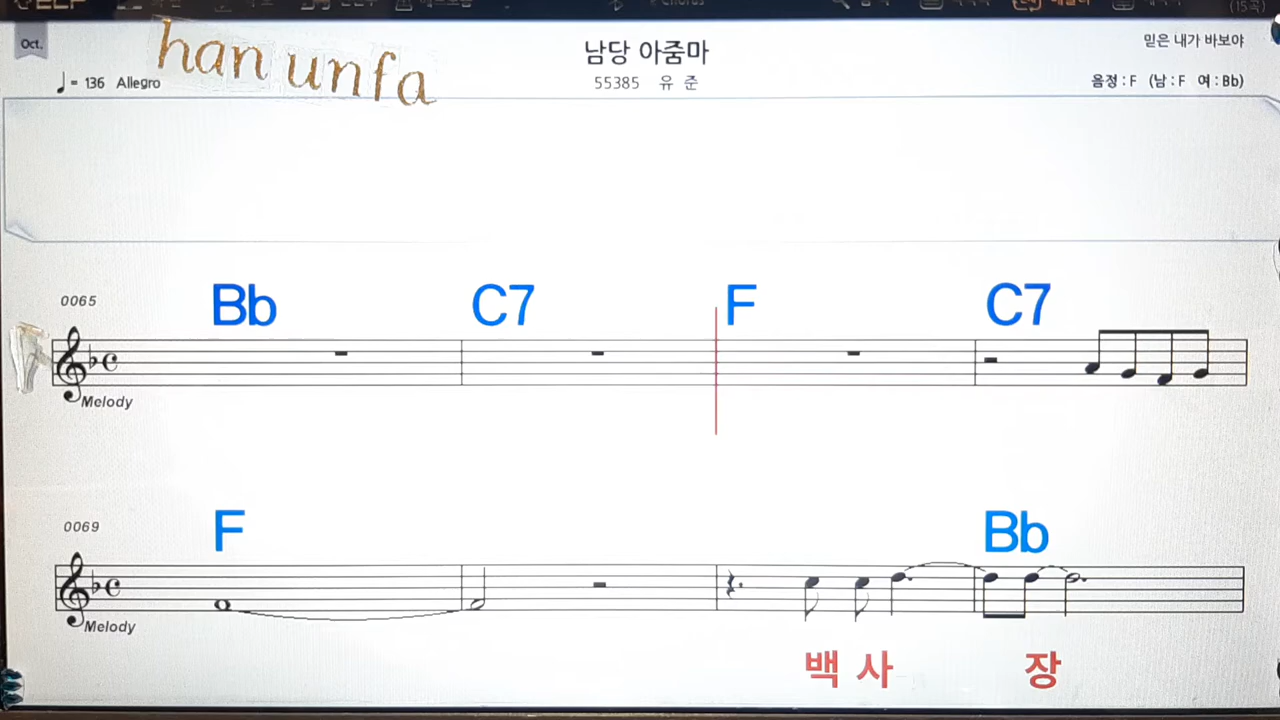 Oct.
han unfa
남당 아줌마
믿은 내가 바보야
♩= 136 Allegro
55385 유 준
음정 : F (남 : F 여 : Bb)
0065
Bb C7 F C7
Melody
0069
F Bb
Melody
백 사 장